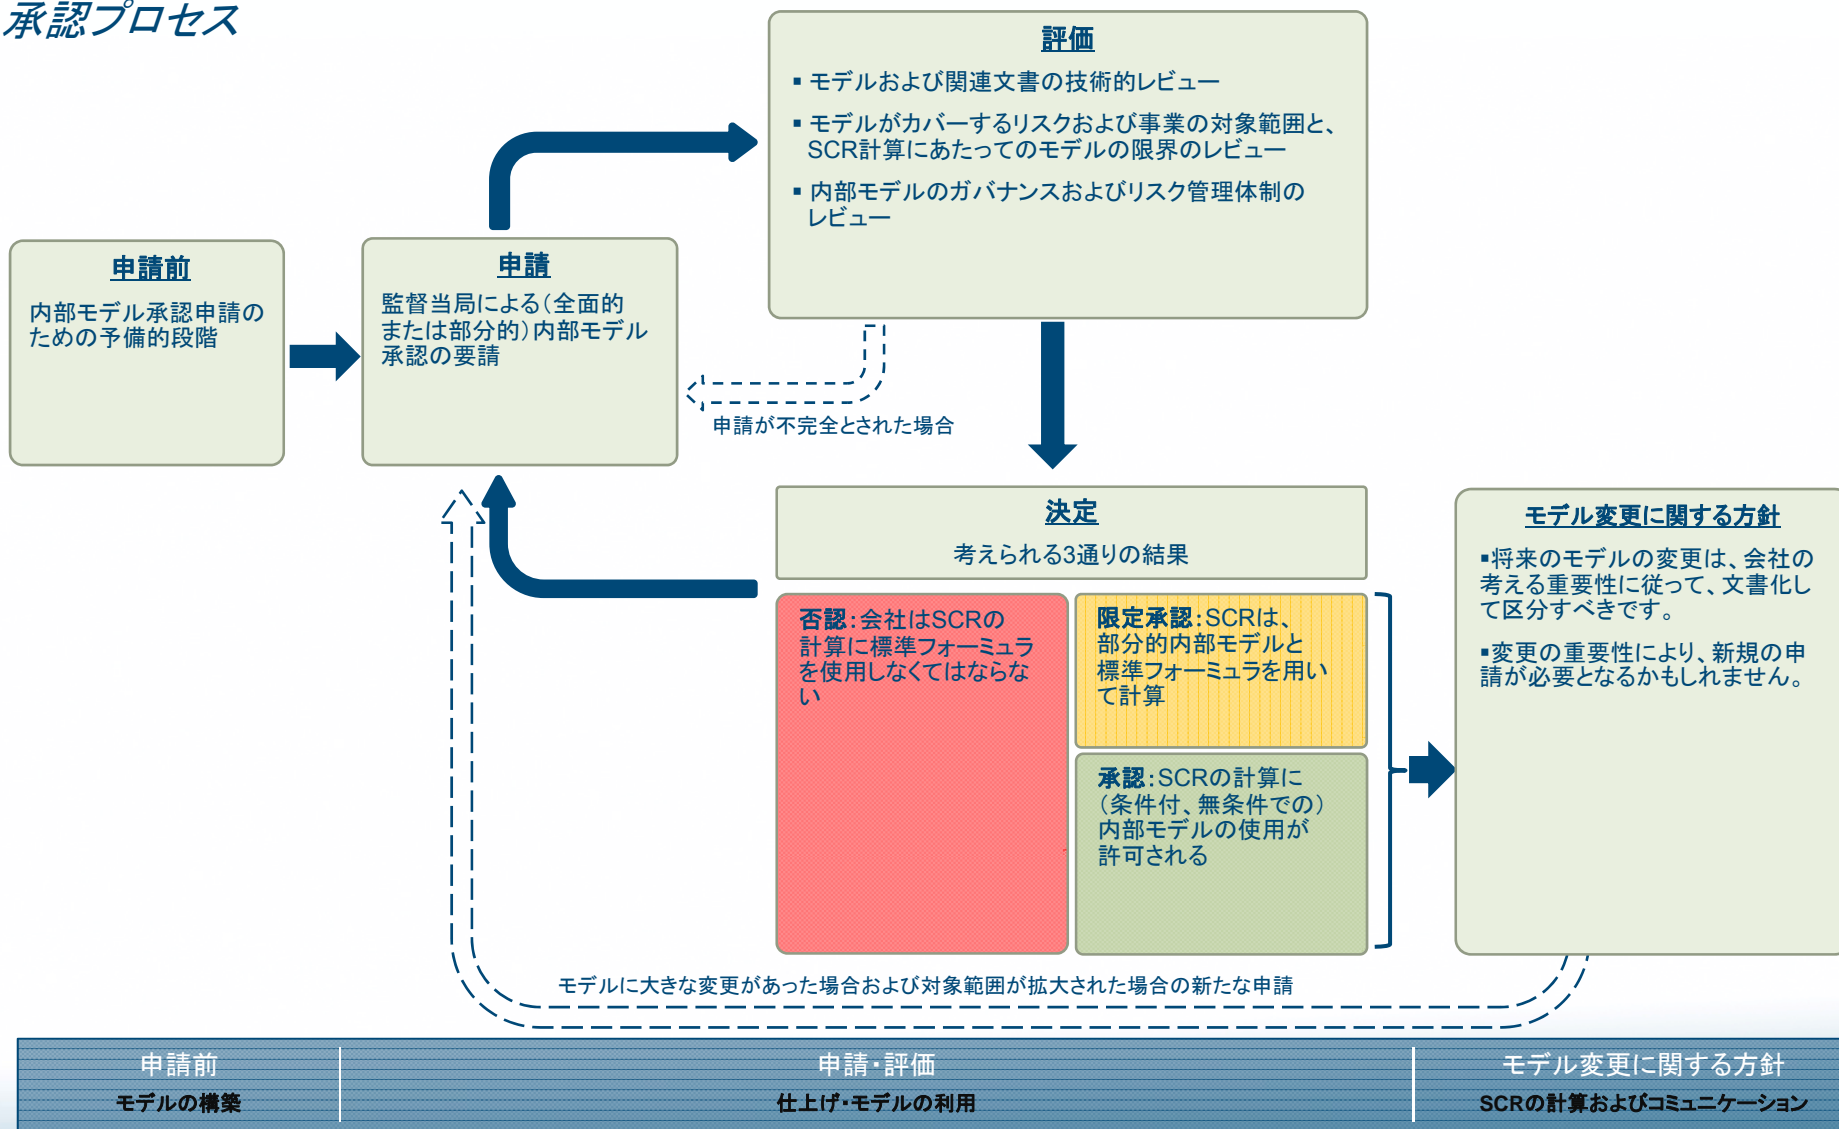 承認プロセス
評価
▪ モデルおよび関連文書の技術的レビュー
▪ モデルがカバーするリスクおよび事業の対象範囲と、
SCR計算にあたってのモデルの限界のレビュー
▪ 内部モデルのガバナンスおよびリスク管理体制の
レビュー
申請前
内部モデル承認申請の
ための予備的段階
申請
監督当局による（全面的
または部分的）内部モデル
承認の要請
申請が不完全とされた場合
決定
考えられる3通りの結果
否認：会社はSCRの
計算に標準フォーミュラ
を使用しなくてはならな
い
限定承認：SCRは、
部分的内部モデルと
標準フォーミュラを用い
て計算
承認：SCRの計算に
（条件付、無条件での）
内部モデルの使用が
許可される
モデル変更に関する方針
▪将来のモデルの変更は、会社の
考える重要性に従って、文書化し
て区分すべきです。
▪変更の重要性により、新規の申
請が必要となるかもしれません。
モデルに大きな変更があった場合および対象範囲が拡大された場合の新たな申請
申請前
モデルの構築
申請・評価
仕上げ・モデルの利用
モデル変更に関する方針
SCRの計算およびコミュニケーション